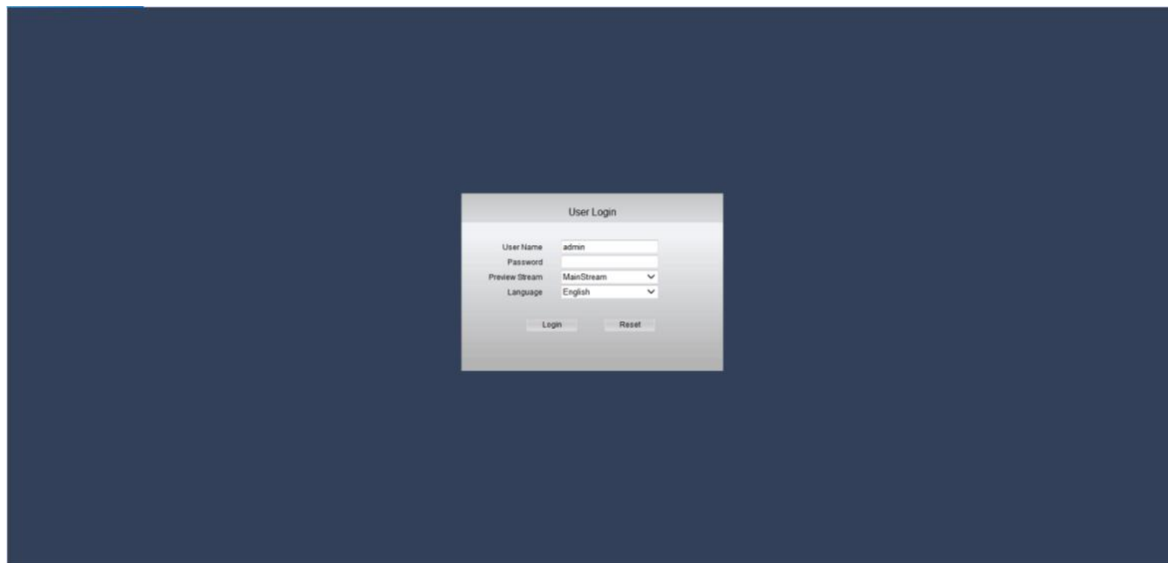 User Login
User Name admin
Password
Preview Stream MainStream
Language English
Login Reset